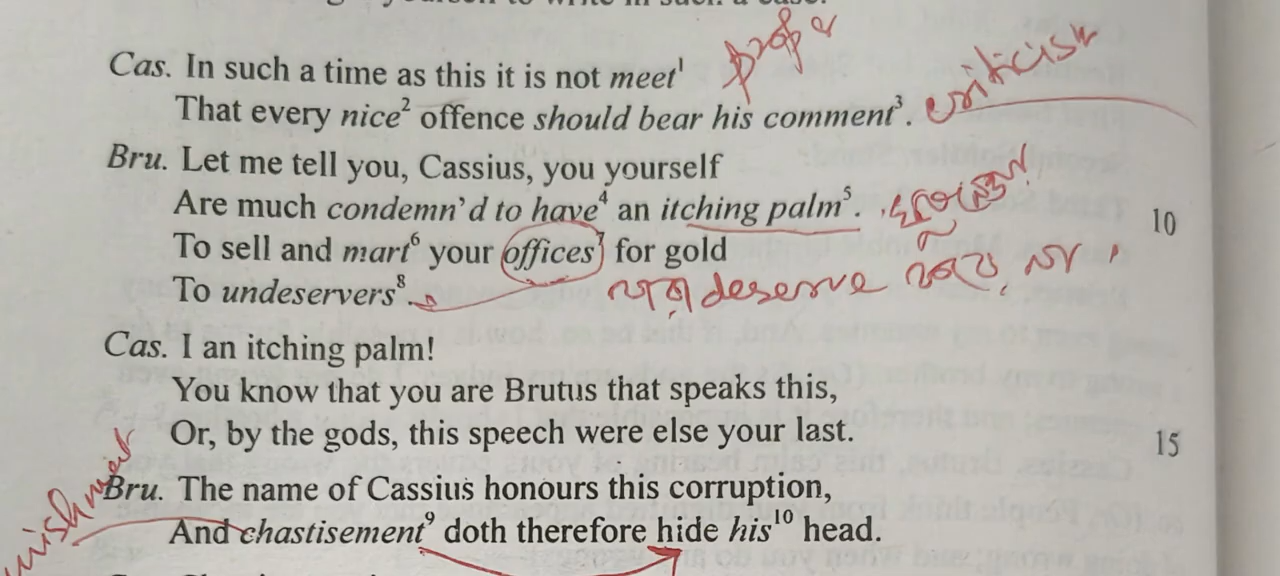 Cas. In such a time as this it is not meet¹
That every nice² offence should bear his comment³. criticism
Bru. Let me tell you, Cassius, you yourself
Are much condemn'd to have⁴ an itching palm⁵. 10
To sell and mart⁶ your offices⁷ for gold
To undeservers⁸. যারা deserve করে না,
Cas. I an itching palm!
You know that you are Brutus that speaks this,
Or, by the gods, this speech were else your last. 15
Bru. The name of Cassius honours this corruption,
And chastisement⁹ doth therefore hide his¹⁰ head.